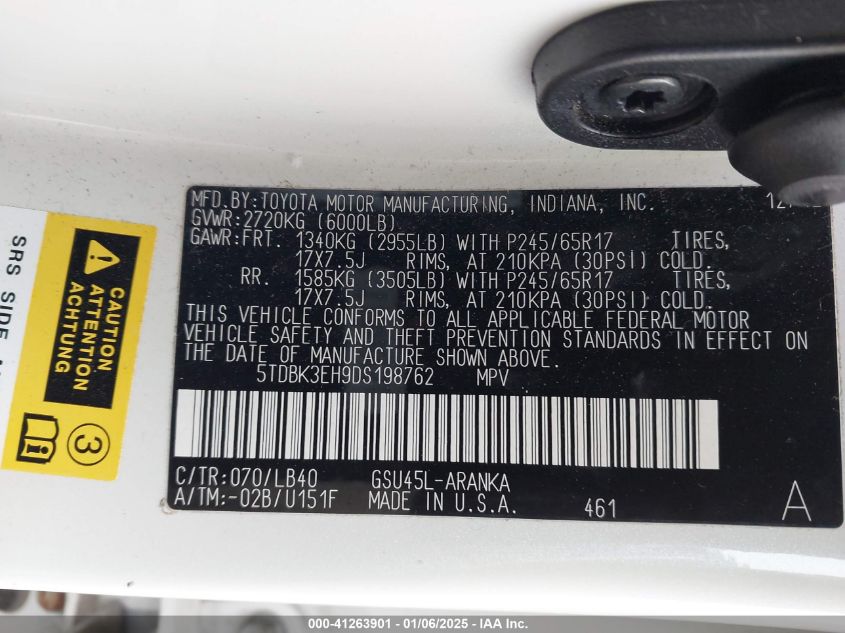 MFD.BY:TOYOTA MOTOR MANUFACTURING, INDIANA, INC.
GVWR:2720KG (6000LB)
GAWR:FRT. 1340KG (2955LB) WITH P245/65R17 TIRES,
17X7.5J RIMS, AT 210KPA (30PSI) COLD.
RR. 1585KG (3505LB) WITH P245/65R17 TIRES,
17X7.5J RIMS, AT 210KPA (30PSI) COLD.
THIS VEHICLE CONFORMS TO ALL APPLICABLE FEDERAL MOTOR
VEHICLE SAFETY AND THEFT PREVENTION STANDARDS IN EFFECT ON
THE DATE OF MANUFACTURE SHOWN ABOVE.
5TDBK3EH9DS198762 MPV
C/TR:070/LB40 GSU45L-ARANKA
A/TM:-02B/U151F MADE IN U.S.A. 461 A
SRS SIDE
CAUTION
ATTENTION
ACHTUNG
3
000-41263901 - 01/06/2025 - IAA Inc.